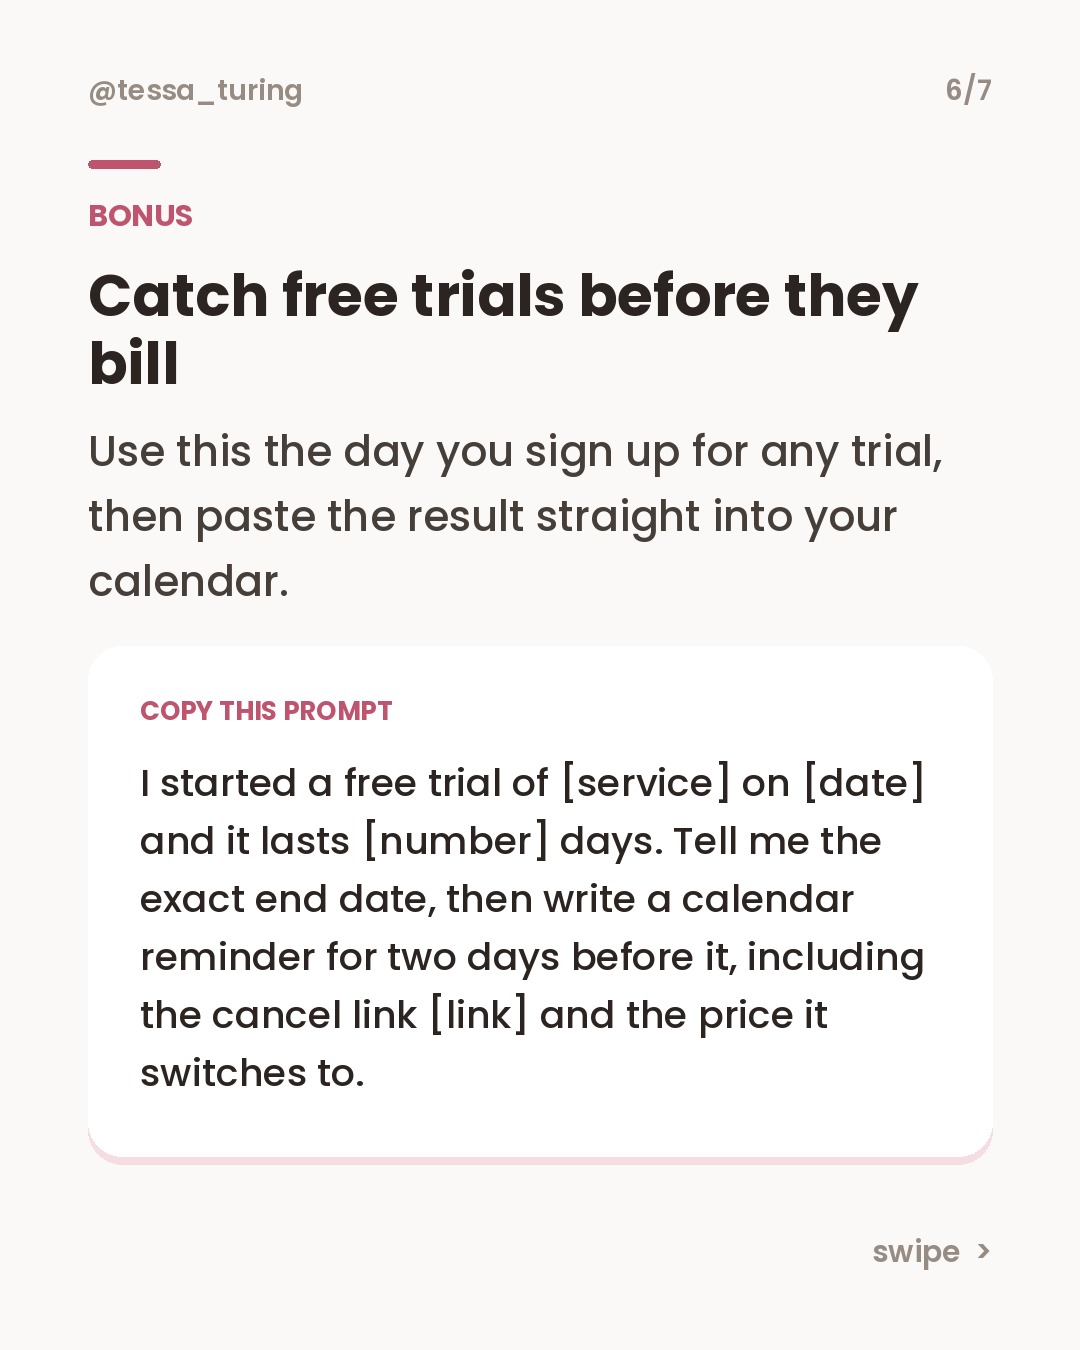 @tessa_turing
6/7
BONUS
Catch free trials before they
bill
Use this the day you sign up for any trial,
then paste the result straight into your
calendar.
COPY THIS PROMPT
I started a free trial of [service] on [date]
and it lasts [number] days. Tell me the
exact end date, then write a calendar
reminder for two days before it, including
the cancel link [link] and the price it
switches to.
swipe >